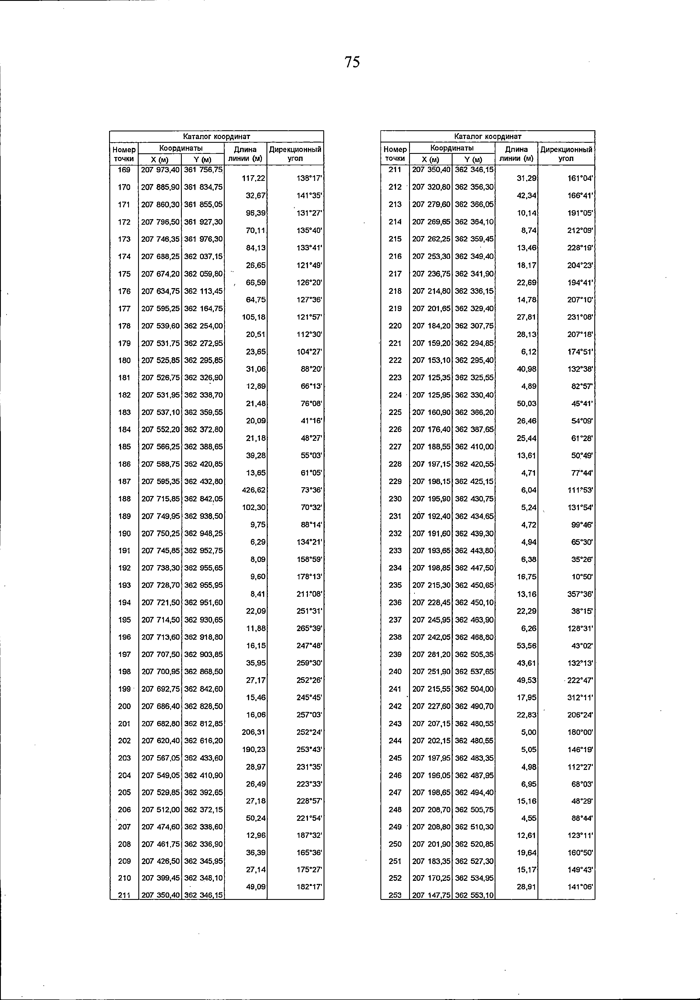 75
Каталог координат
Номер точки Координаты Длина линии (м) Дирекционный угол
X (м) Y (м)
169 207 973,40 361 756,75
117,22 138°17'
170 207 885,90 361 834,75
32,67 141°35'
171 207 860,30 361 855,05
96,39 131°27'
172 207 796,50 361 927,30
70,11 135°40'
173 207 746,35 361 976,30
84,13 133°41'
174 207 688,25 362 037,15
26,65 121°49'
175 207 674,20 362 059,80
66,59 126°20'
176 207 634,75 362 113,45
64,75 127°36'
177 207 595,25 362 164,75
105,18 121°57'
178 207 539,60 362 254,00
20,51 112°30'
179 207 531,75 362 272,95
23,65 104°27'
180 207 525,85 362 295,85
31,06 88°20'
181 207 526,75 362 326,90
12,89 66°13'
182 207 531,95 362 338,70
21,48 76°08'
183 207 537,10 362 359,55
20,09 41°16'
184 207 552,20 362 372,80
21,18 48°27'
185 207 566,25 362 388,65
39,28 55°03'
186 207 588,75 362 420,85
13,65 61°05'
187 207 595,35 362 432,80
426,62 73°36'
188 207 715,85 362 842,05
102,30 70°32'
189 207 749,95 362 938,50
9,75 88°14'
190 207 750,25 362 948,25
6,29 134°21'
191 207 745,85 362 952,75
8,09 158°59'
192 207 738,30 362 955,65
9,60 178°13'
193 207 728,70 362 955,95
8,41 211°08'
194 207 721,50 362 951,60
22,09 251°31'
195 207 714,50 362 930,65
11,88 265°39'
196 207 713,60 362 918,80
16,15 247°48'
197 207 707,50 362 903,85
35,95 259°30'
198 207 700,95 362 868,50
27,17 252°26'
199 207 692,75 362 842,60
15,46 245°45'
200 207 686,40 362 828,50
16,06 257°03'
201 207 682,80 362 812,85
206,31 252°24'
202 207 620,40 362 616,20
190,23 253°43'
203 207 567,05 362 433,60
28,97 231°35'
204 207 549,05 362 410,90
26,49 223°33'
205 207 529,85 362 392,65
27,18 228°57'
206 207 512,00 362 372,15
50,24 221°54'
207 207 474,60 362 338,60
12,96 187°32'
208 207 461,75 362 336,90
36,39 165°36'
209 207 426,50 362 345,95
27,14 175°27'
210 207 399,45 362 348,10
49,09 182°17'
211 207 350,40 362 346,15
Каталог координат
Номер точки Координаты Длина линии (м) Дирекционный угол
X (м) Y (м)
211 207 350,40 362 346,15
31,29 161°04'
212 207 320,80 362 356,30
42,34 166°41'
213 207 279,60 362 366,05
10,14 191°05'
214 207 269,65 362 364,10
8,74 212°09'
215 207 262,25 362 359,45
13,46 228°19'
216 207 253,30 362 349,40
18,17 204°23'
217 207 236,75 362 341,90
22,69 194°41'
218 207 214,80 362 336,15
14,78 207°10'
219 207 201,65 362 329,40
27,81 231°08'
220 207 184,20 362 307,75
28,13 207°18'
221 207 159,20 362 294,85
6,12 174°51'
222 207 153,10 362 295,40
40,98 132°38'
223 207 125,35 362 325,55
4,89 82°57'
224 207 125,95 362 330,40
50,03 45°41'
225 207 160,90 362 366,20
26,46 54°09'
226 207 176,40 362 387,65
25,44 61°28'
227 207 188,55 362 410,00
13,61 50°49'
228 207 197,15 362 420,55
4,71 77°44'
229 207 198,15 362 425,15
6,04 111°53'
230 207 195,90 362 430,75
5,24 131°54'
231 207 192,40 362 434,65
4,72 99°46'
232 207 191,60 362 439,30
4,94 65°30'
233 207 193,65 362 443,80
6,38 35°26'
234 207 198,85 362 447,50
16,75 10°50'
235 207 215,30 362 450,65
13,16 357°36'
236 207 228,45 362 450,10
22,29 38°15'
237 207 245,95 362 463,90
6,26 128°31'
238 207 242,05 362 468,80
53,56 43°02'
239 207 281,20 362 505,35
43,61 132°13'
240 207 251,90 362 537,65
49,53 222°47'
241 207 215,55 362 504,00
17,95 312°11'
242 207 227,60 362 490,70
22,83 206°24'
243 207 207,15 362 480,55
5,00 180°00'
244 207 202,15 362 480,55
5,05 146°19'
245 207 197,95 362 483,35
4,98 112°27'
246 207 196,05 362 487,95
6,95 68°03'
247 207 198,65 362 494,40
15,16 48°29'
248 207 208,70 362 505,75
4,55 88°44'
249 207 208,80 362 510,30
12,61 123°11'
250 207 201,90 362 520,85
19,64 160°50'
251 207 183,35 362 527,30
15,17 149°43'
252 207 170,25 362 534,95
28,91 141°06'
253 207 147,75 362 553,10